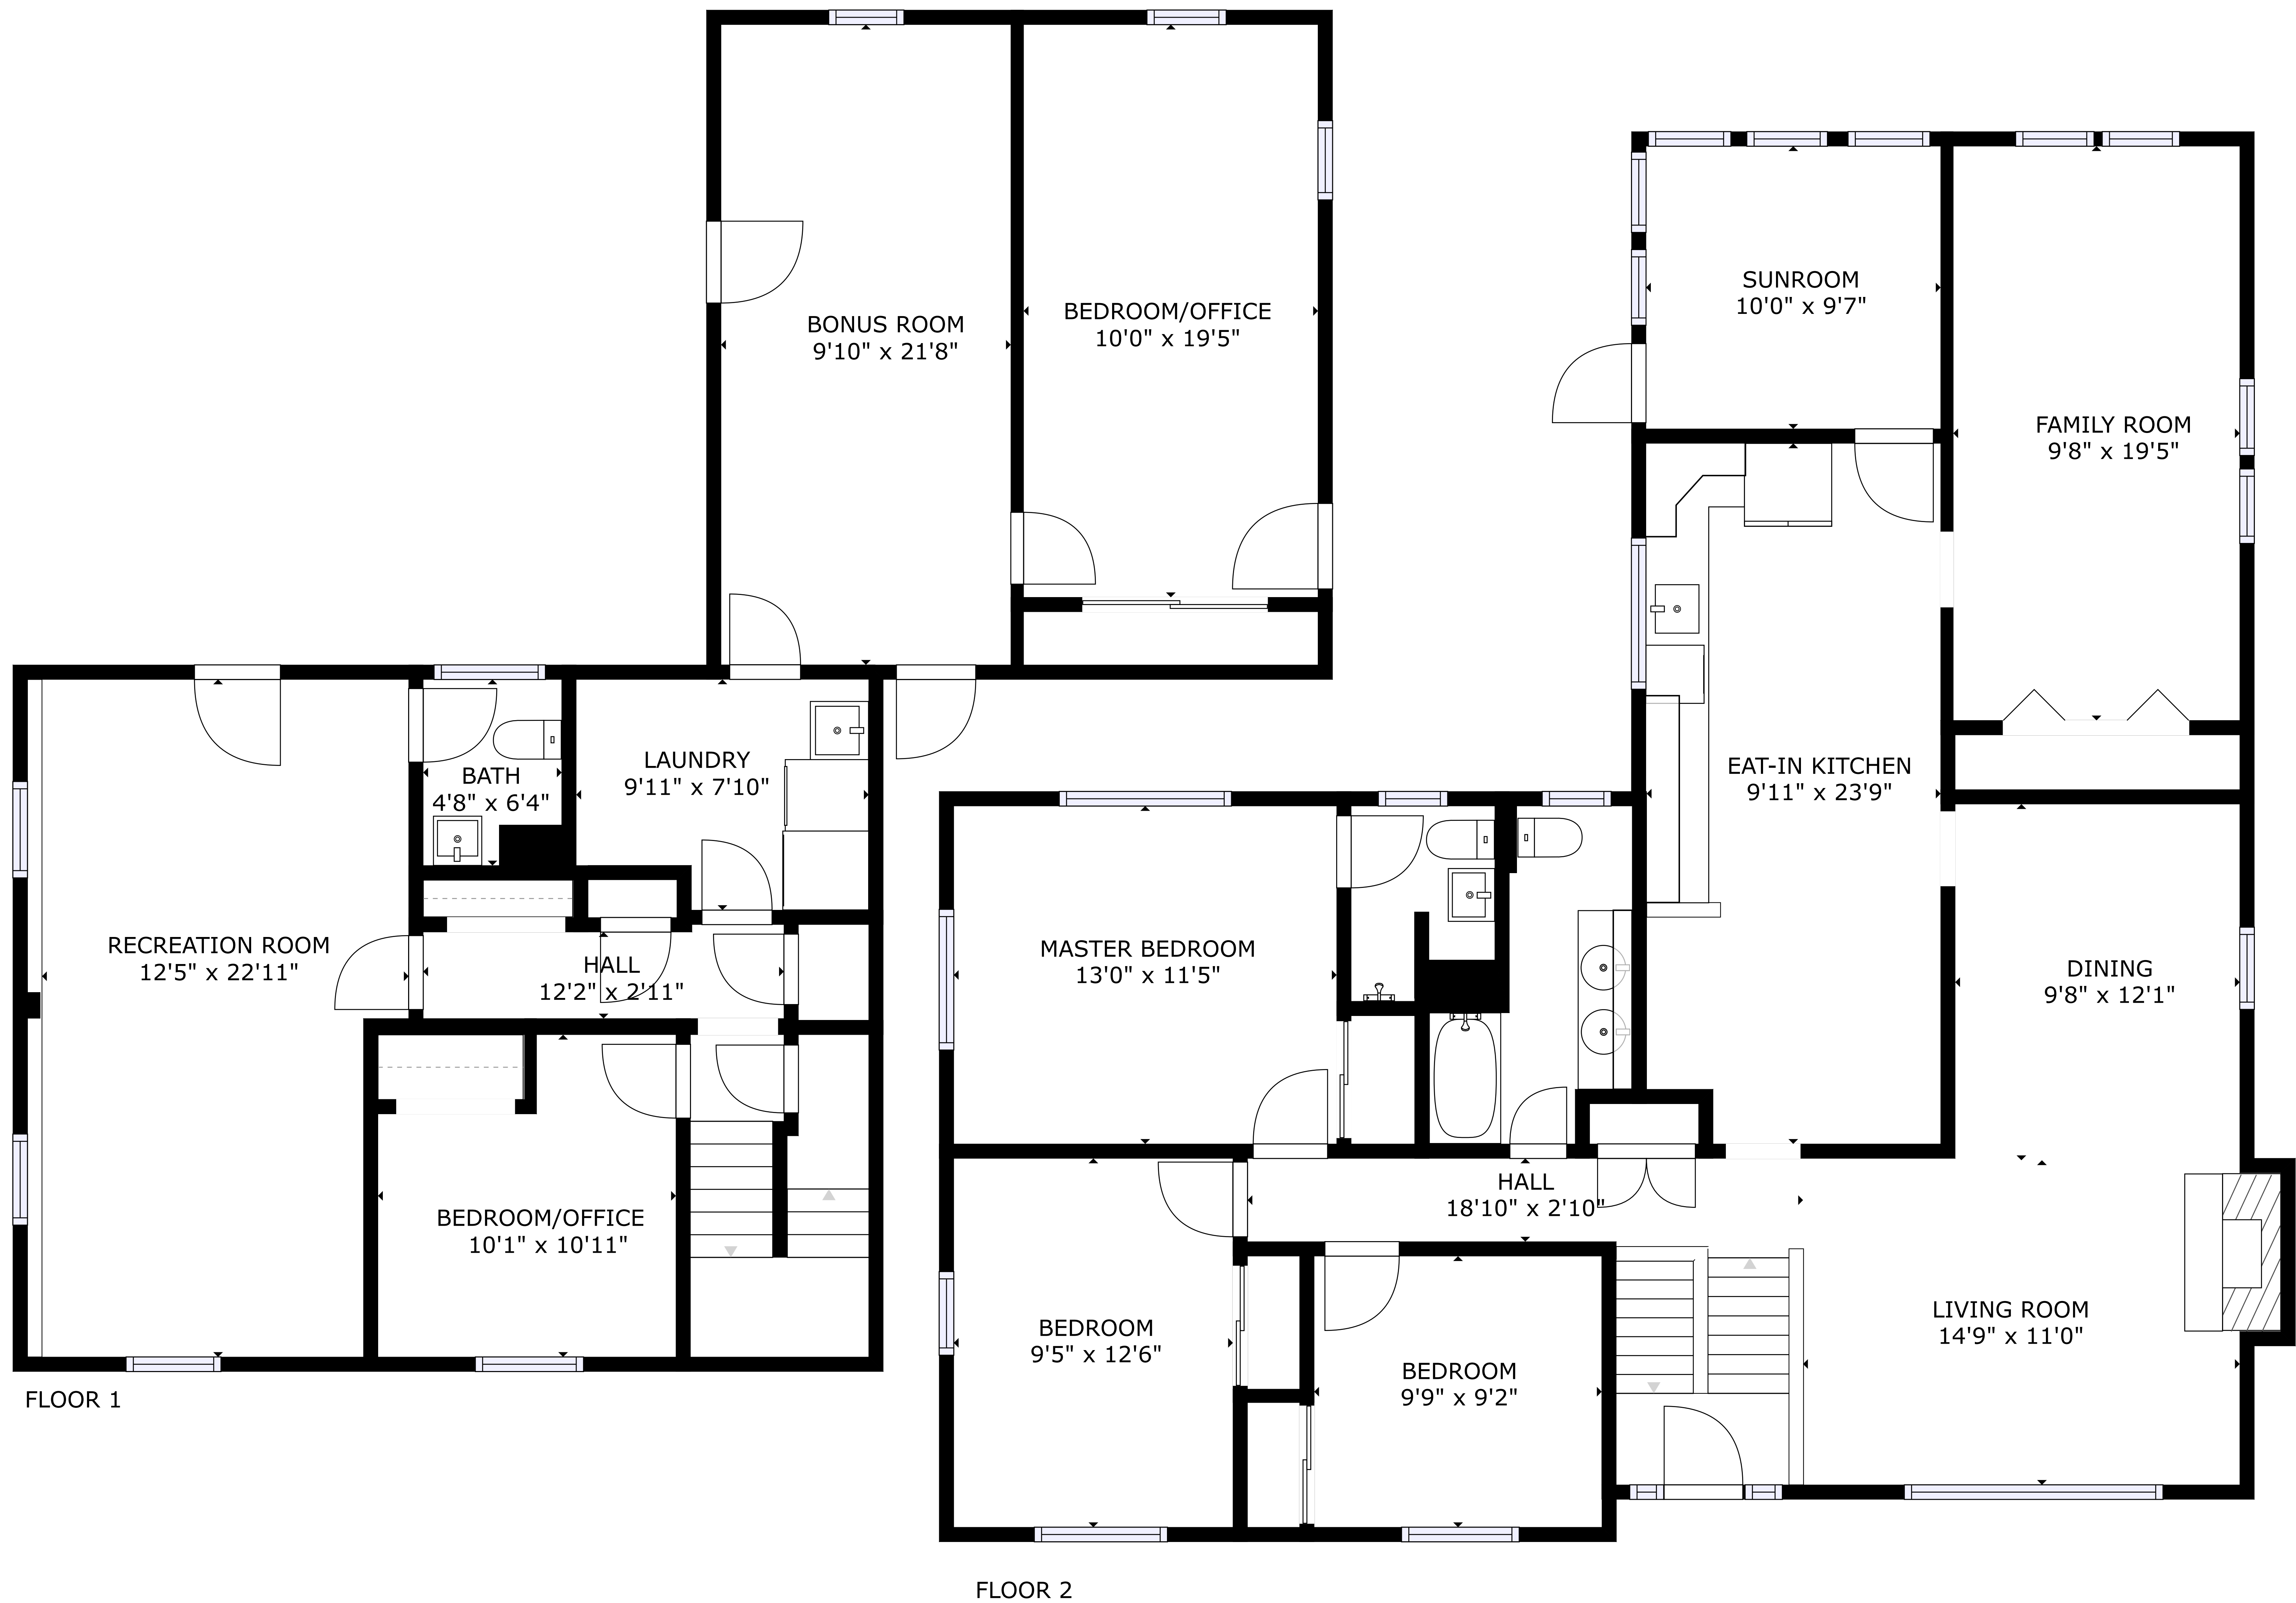 BONUS ROOM
9'10" x 21'8"
BEDROOM/OFFICE
10'0" x 19'5"
LAUNDRY
9'11" x 7'10"
BATH
4'8" x 6'4"
RECREATION ROOM
12'5" x 22'11"
HALL
12'2" x 2'11"
BEDROOM/OFFICE
10'1" x 10'11"
FLOOR 1
SUNROOM
10'0" x 9'7"
FAMILY ROOM
9'8" x 19'5"
EAT-IN KITCHEN
9'11" x 23'9"
MASTER BEDROOM
13'0" x 11'5"
DINING
9'8" x 12'1"
HALL
18'10" x 2'10"
LIVING ROOM
14'9" x 11'0"
BEDROOM
9'5" x 12'6"
BEDROOM
9'9" x 9'2"
FLOOR 2